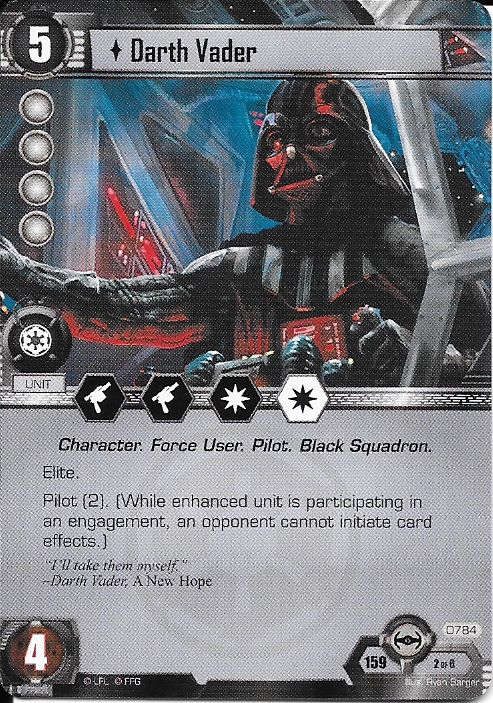 5
Darth Vader
UNIT
Character. Force User. Pilot. Black Squadron.
Elite.
Pilot (2). (While enhanced unit is participating in
an engagement, an opponent cannot initiate card
effects.)
"I'll take them myself."
–Darth Vader, A New Hope
4
0784
159
2 OF 6
© LFL © FFG
Illus. Ryan Barger